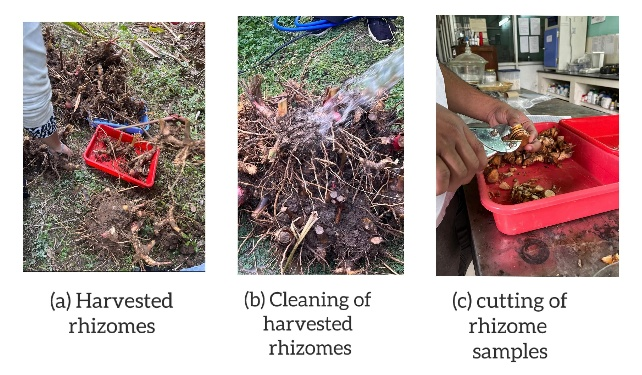 (a) Harvested
rhizomes
(b) Cleaning of
harvested
rhizomes
(c) cutting of
rhizome
samples